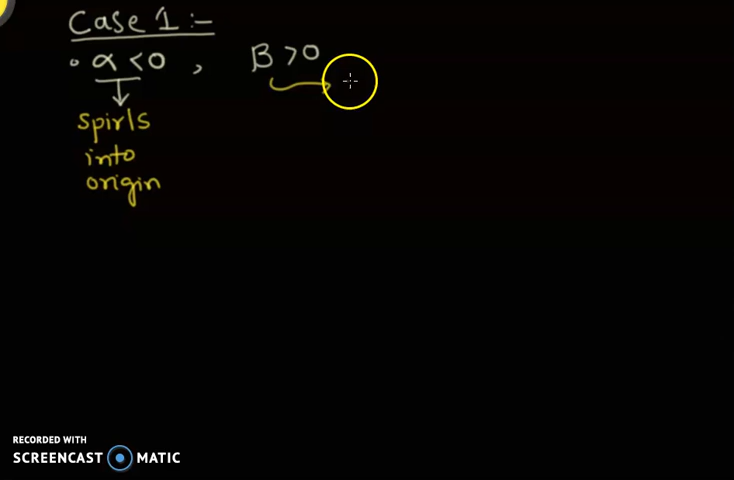 Case 1 :-
• α < 0 , β > 0
spirls
into
origin
RECORDED WITH
SCREENCAST MATIC